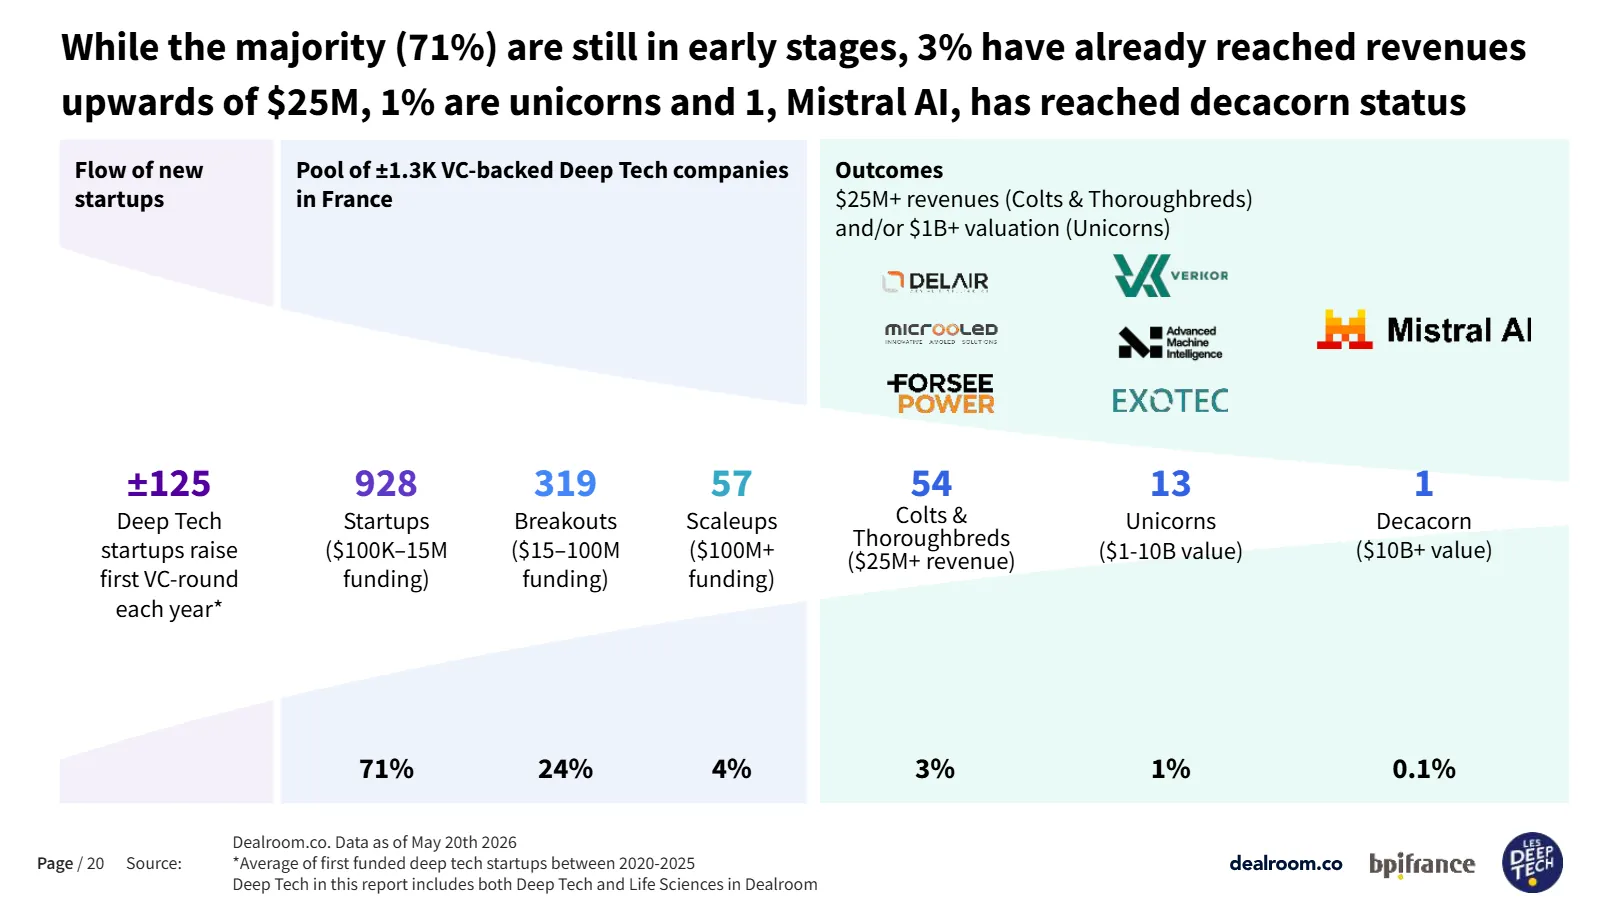 While the majority (71%) are still in early stages, 3% have already reached revenues
upwards of $25M, 1% are unicorns and 1, Mistral AI, has reached decacorn status
Flow of new
startups
Pool of ±1.3K VC-backed Deep Tech companies
in France
Outcomes
$25M+ revenues (Colts & Thoroughbreds)
and/or $1B+ valuation (Unicorns)
DELAIR
MICROOLED
INNOVATIVE AMOLED SOLUTIONS
FORSEE
POWER
VERKOR
Advanced
Machine
Intelligence
EXOTEC
Mistral AI
±125
Deep Tech
startups raise
first VC-round
each year*
928
Startups
($100K–15M
funding)
319
Breakouts
($15–100M
funding)
57
Scaleups
($100M+
funding)
54
Colts &
Thoroughbreds
($25M+ revenue)
13
Unicorns
($1-10B value)
1
Decacorn
($10B+ value)
71%
24%
4%
3%
1%
0.1%
Page / 20
Source:
Dealroom.co. Data as of May 20th 2026
*Average of first funded deep tech startups between 2020-2025
Deep Tech in this report includes both Deep Tech and Life Sciences in Dealroom
dealroom.co
bpifrance
LES
DEEP
TECH